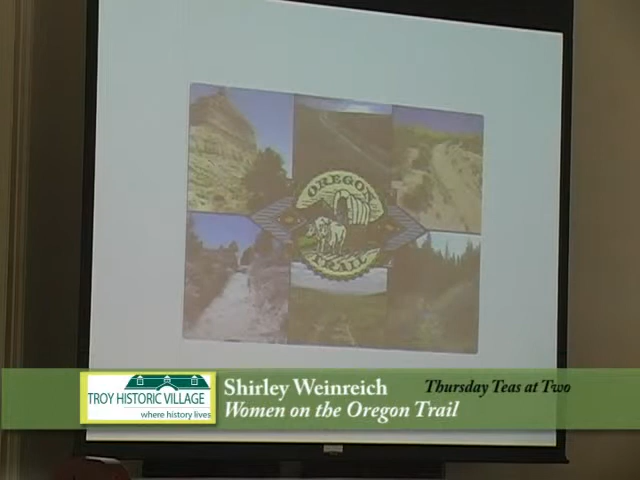 OREGON
TRAIL
TROY HISTORIC VILLAGE
where history lives
Shirley Weinreich
Women on the Oregon Trail
Thursday Teas at Two